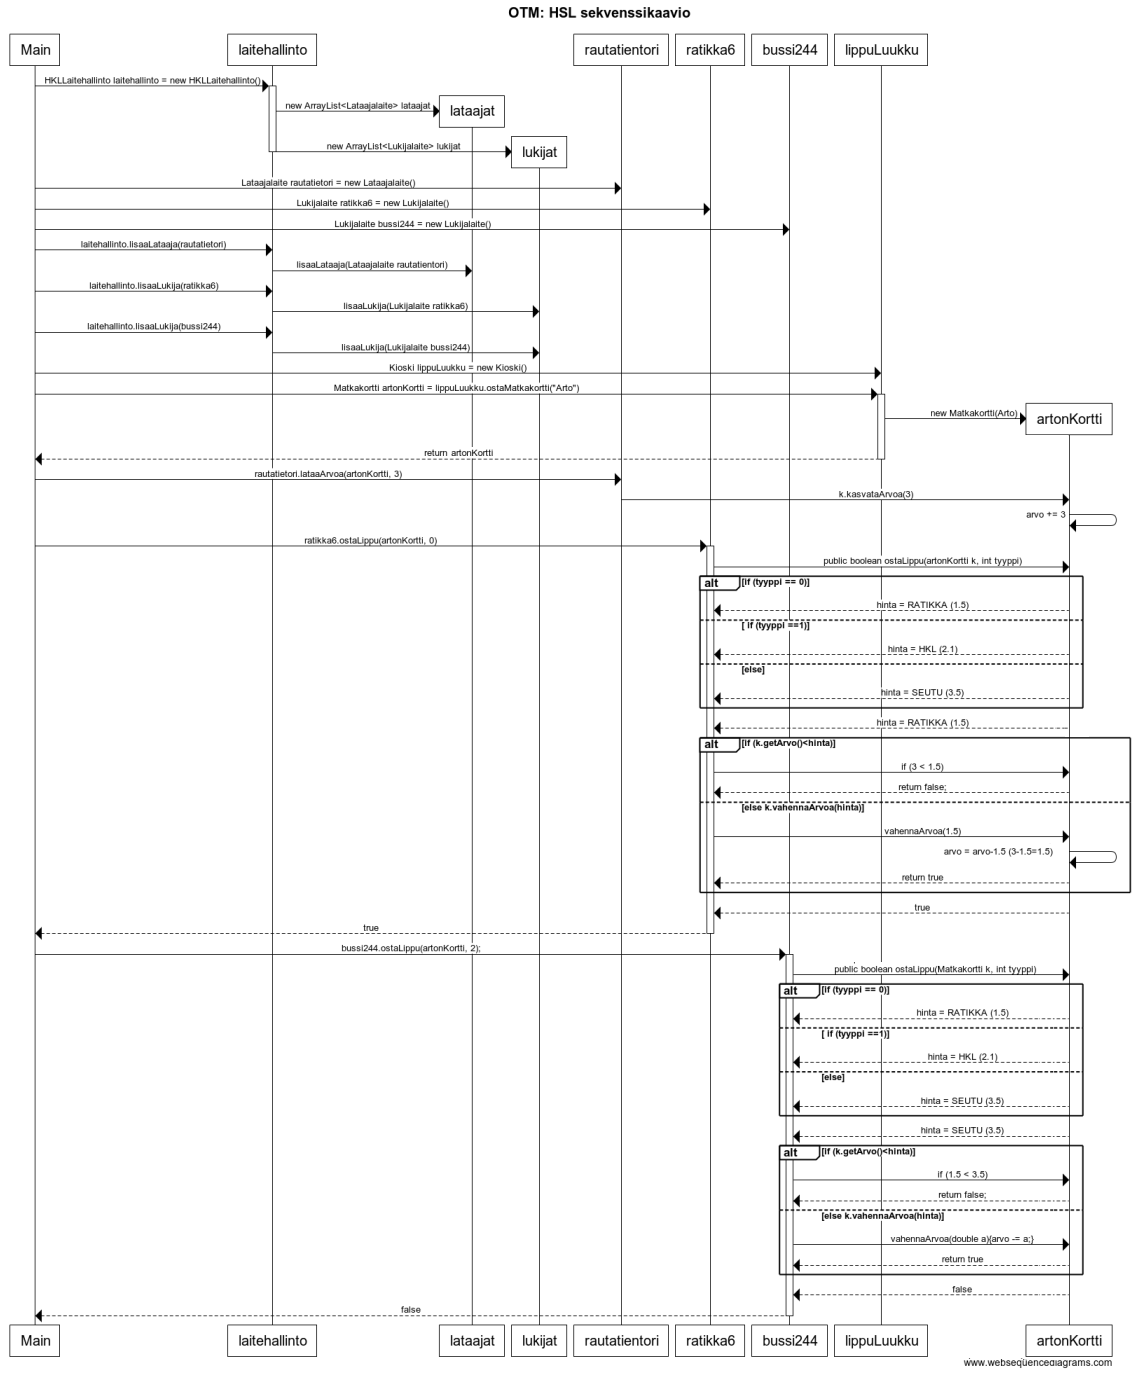 OTM: HSL sekvenssikaavio
Main
laitehallinto
rautatientori
ratikka6
bussi244
lippuLuukku
HKLLaitehallinto laitehallinto = new HKLLaitehallinto()
new ArrayList<Lataajalaite> lataajat
lataajat
new ArrayList<Lukijalaite> lukijat
lukijat
Lataajalaite rautatietori = new Lataajalaite()
Lukijalaite ratikka6 = new Lukijalaite()
Lukijalaite bussi244 = new Lukijalaite()
laitehallinto.lisaaLataaja(rautatietori)
lisaaLataaja(Lataajalaite rautatientori)
laitehallinto.lisaaLukija(ratikka6)
lisaaLukija(Lukijalaite ratikka6)
laitehallinto.lisaaLukija(bussi244)
lisaaLukija(Lukijalaite bussi244)
Kioski lippuLuukku = new Kioski()
Matkakortti artonKortti = lippuLuukku.ostaMatkakortti("Arto")
new Matkakortti(Arto)
artonKortti
return artonKortti
rautatietori.lataaArvoa(artonKortti, 3)
k.kasvataArvoa(3)
arvo += 3
ratikka6.ostaLippu(artonKortti, 0)
public boolean ostaLippu(artonKortti k, int tyyppi)
alt [if (tyyppi == 0)]
hinta = RATIKKA (1.5)
[ if (tyyppi ==1)]
hinta = HKL (2.1)
[else]
hinta = SEUTU (3.5)
hinta = RATIKKA (1.5)
alt [if (k.getArvo()<hinta)]
if (3 < 1.5)
return false;
[else k.vahennaArvoa(hinta)]
vahennaArvoa(1.5)
arvo = arvo-1.5 (3-1.5=1.5)
return true
true
true
bussi244.ostaLippu(artonKortti, 2);
public boolean ostaLippu(Matkakortti k, int tyyppi)
alt [if (tyyppi == 0)]
hinta = RATIKKA (1.5)
[ if (tyyppi ==1)]
hinta = HKL (2.1)
[else]
hinta = SEUTU (3.5)
hinta = SEUTU (3.5)
alt [if (k.getArvo()<hinta)]
if (1.5 < 3.5)
return false;
[else k.vahennaArvoa(hinta)]
vahennaArvoa(double a){arvo -= a;}
return true
false
false
Main
laitehallinto
lataajat
lukijat
rautatientori
ratikka6
bussi244
lippuLuukku
artonKortti
www.websequencediagrams.com